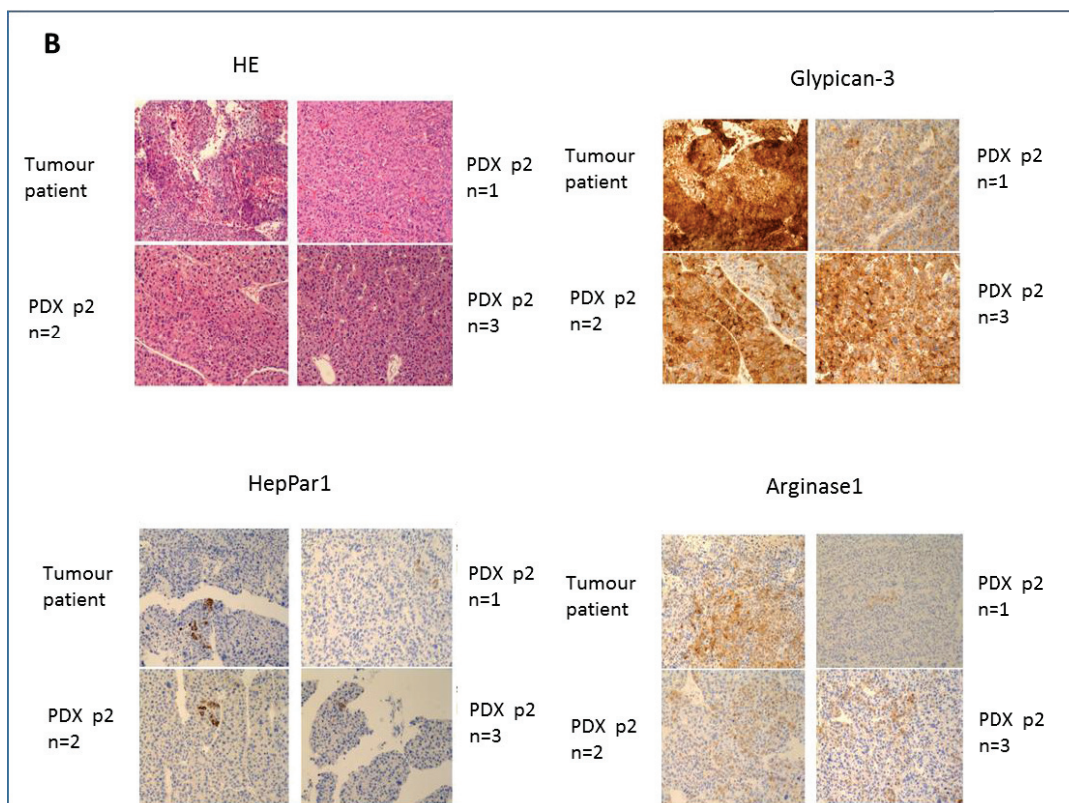 B
HE
Tumour
patient
PDX p2
n=1
PDX p2
n=2
PDX p2
n=3
Glypican-3
Tumour
patient
PDX p2
n=1
PDX p2
n=2
PDX p2
n=3
HepPar1
Tumour
patient
PDX p2
n=1
PDX p2
n=2
PDX p2
n=3
Arginase1
Tumour
patient
PDX p2
n=1
PDX p2
n=2
PDX p2
n=3